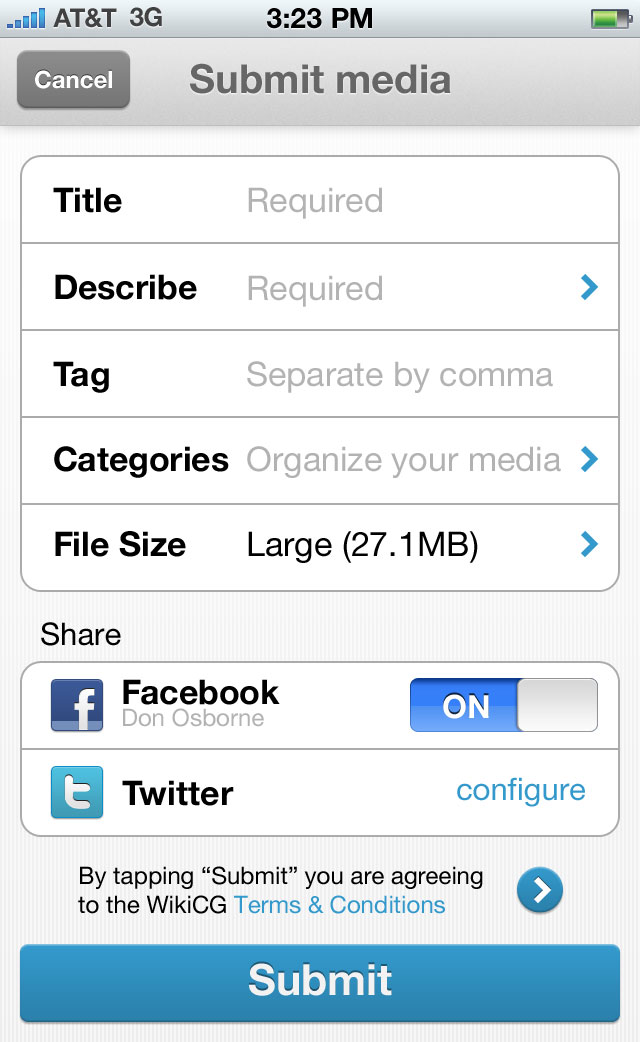 AT&T 3G 3:23 PM
Cancel Submit media
Title Required
Describe Required
Tag Separate by comma
Categories Organize your media
File Size Large (27.1MB)
Share
f Facebook ON
Don Osborne
t Twitter configure
By tapping “Submit” you are agreeing
to the WikiCG Terms & Conditions
Submit